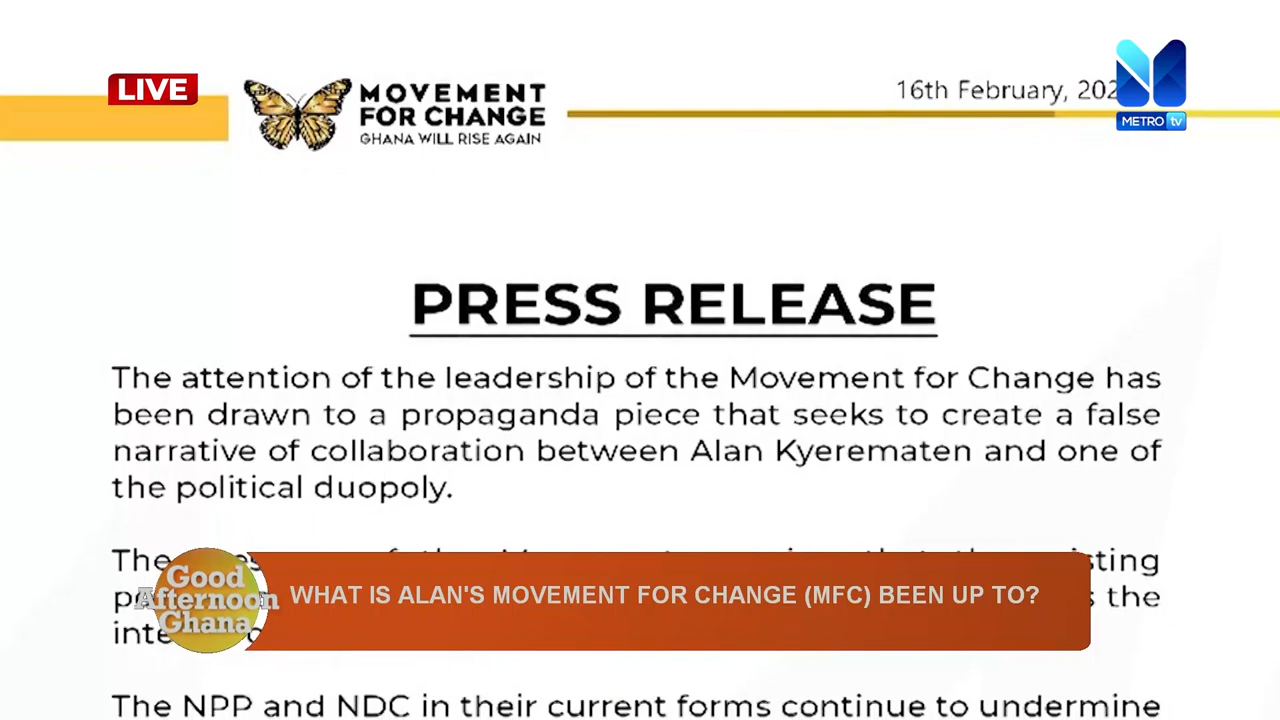 LIVE
MOVEMENT
FOR CHANGE
GHANA WILL RISE AGAIN
16th February, 202
METRO tv
PRESS RELEASE
The attention of the leadership of the Movement for Change has
been drawn to a propaganda piece that seeks to create a false
narrative of collaboration between Alan Kyerematen and one of
the political duopoly.
The
the
Good
Afternoon
Ghana
WHAT IS ALAN'S MOVEMENT FOR CHANGE (MFC) BEEN UP TO?
The NPP and NDC in their current forms continue to undermine